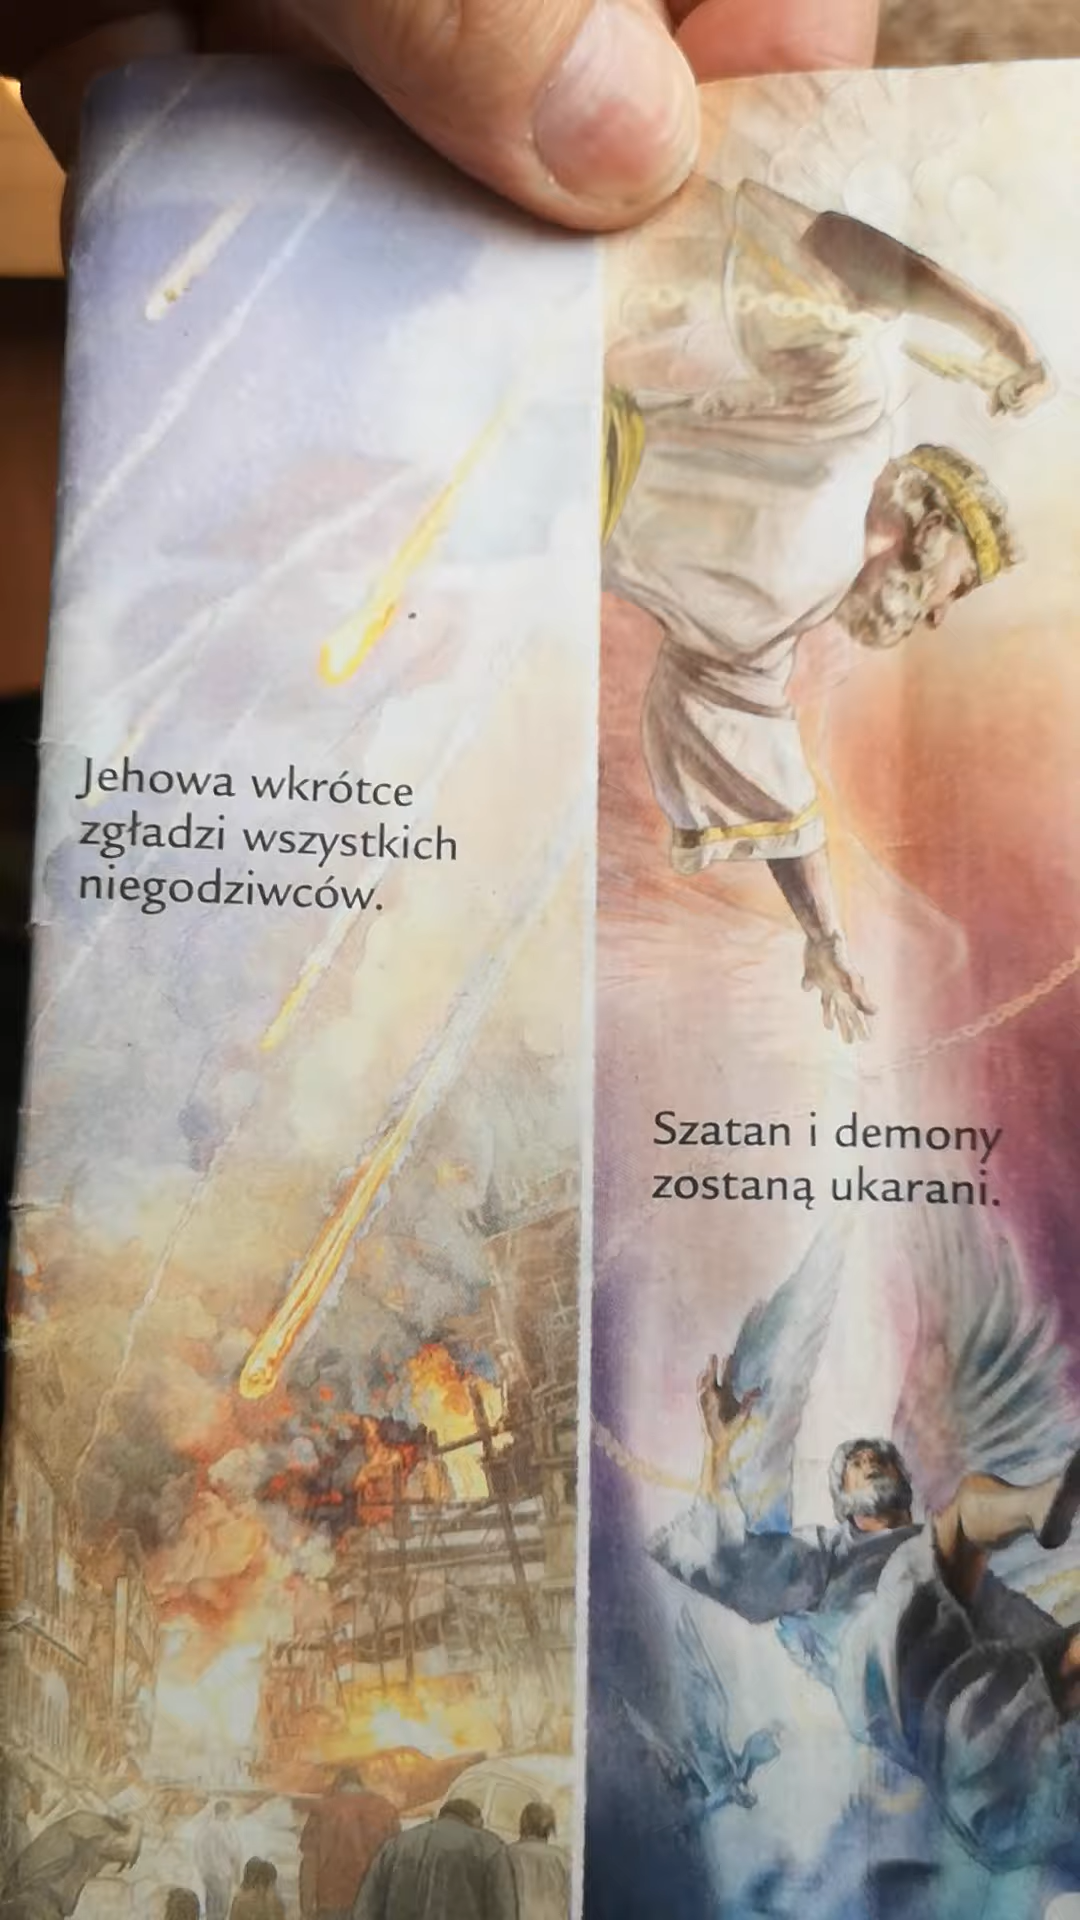 Jehowa wkrótce
zgładzi wszystkich
niegodziwców.
Szatan i demony
zostaną ukarani.